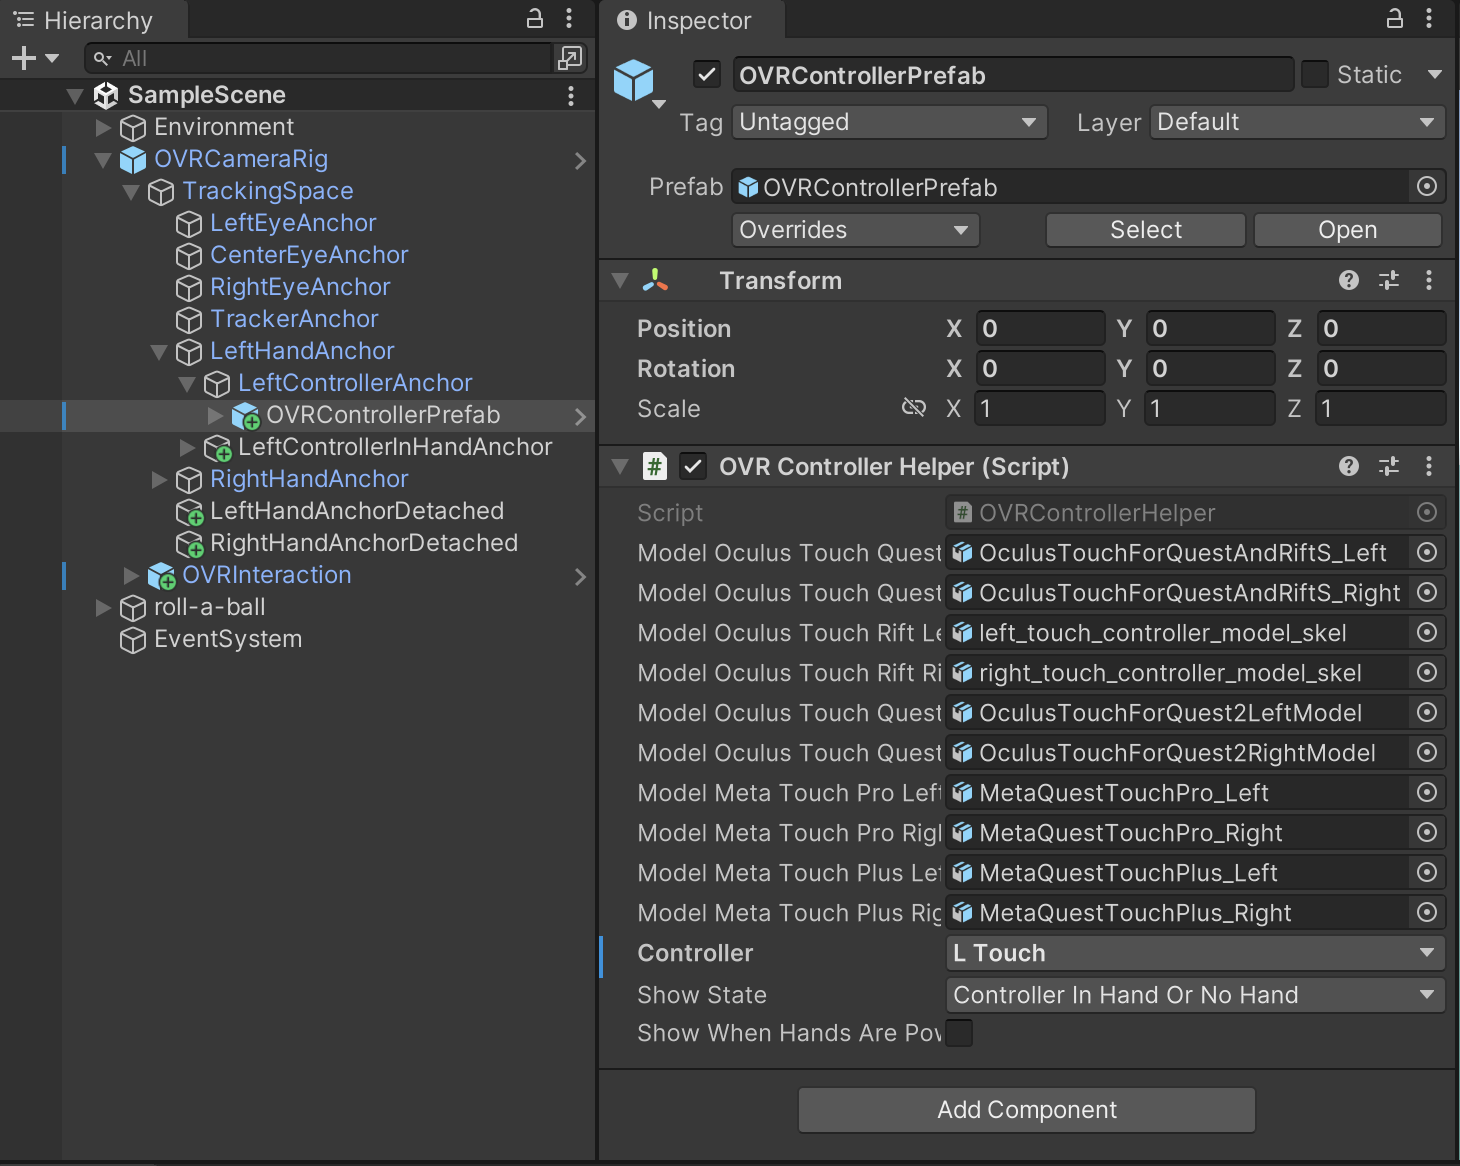 Hierarchy
All
SampleScene
Environment
OVRCameraRig
TrackingSpace
LeftEyeAnchor
CenterEyeAnchor
RightEyeAnchor
TrackerAnchor
LeftHandAnchor
LeftControllerAnchor
OVRControllerPrefab
LeftControllerInHandAnchor
RightHandAnchor
LeftHandAnchorDetached
RightHandAnchorDetached
OVRInteraction
roll-a-ball
EventSystem
Inspector
OVRControllerPrefab Static
Tag Untagged Layer Default
Prefab OVRControllerPrefab
Overrides Select Open
Transform
Position X 0 Y 0 Z 0
Rotation X 0 Y 0 Z 0
Scale X 1 Y 1 Z 1
# OVR Controller Helper (Script)
Script # OVRControllerHelper
Model Oculus Touch Quest OculusTouchForQuestAndRiftS_Left
Model Oculus Touch Quest OculusTouchForQuestAndRiftS_Right
Model Oculus Touch Rift Le left_touch_controller_model_skel
Model Oculus Touch Rift Ri right_touch_controller_model_skel
Model Oculus Touch Quest OculusTouchForQuest2LeftModel
Model Oculus Touch Quest OculusTouchForQuest2RightModel
Model Meta Touch Pro Left MetaQuestTouchPro_Left
Model Meta Touch Pro Righ MetaQuestTouchPro_Right
Model Meta Touch Plus Lef MetaQuestTouchPlus_Left
Model Meta Touch Plus Rig MetaQuestTouchPlus_Right
Controller L Touch
Show State Controller In Hand Or No Hand
Show When Hands Are Pow
Add Component